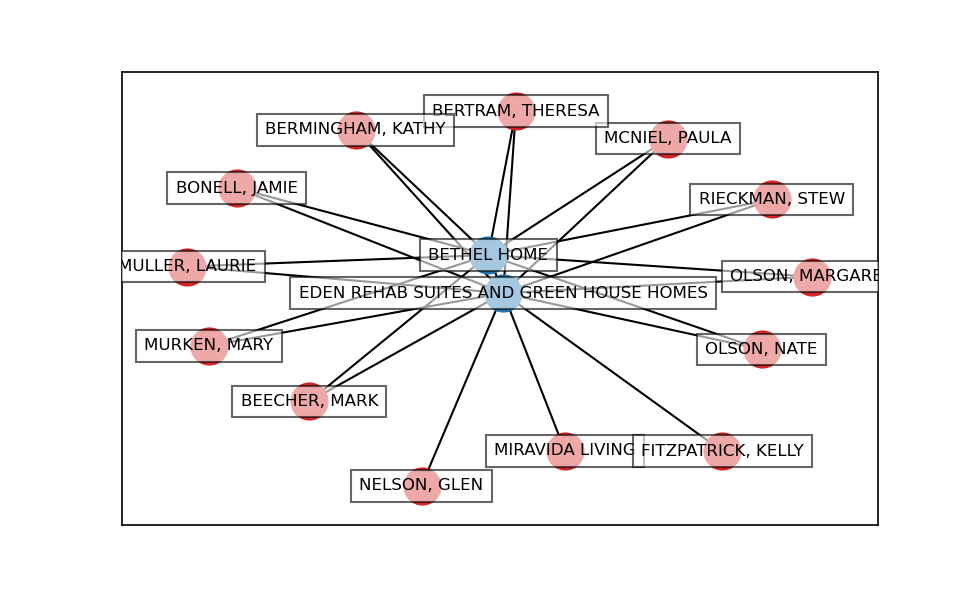 BERTRAM, THERESA
BERMINGHAM, KATHY
MCNIEL, PAULA
BONELL, JAMIE
RIECKMAN, STEW
BETHEL HOME
MULLER, LAURIE
OLSON, MARGARE
EDEN REHAB SUITES AND GREEN HOUSE HOMES
MURKEN, MARY
OLSON, NATE
BEECHER, MARK
MIRAVIDA LIVING
FITZPATRICK, KELLY
NELSON, GLEN